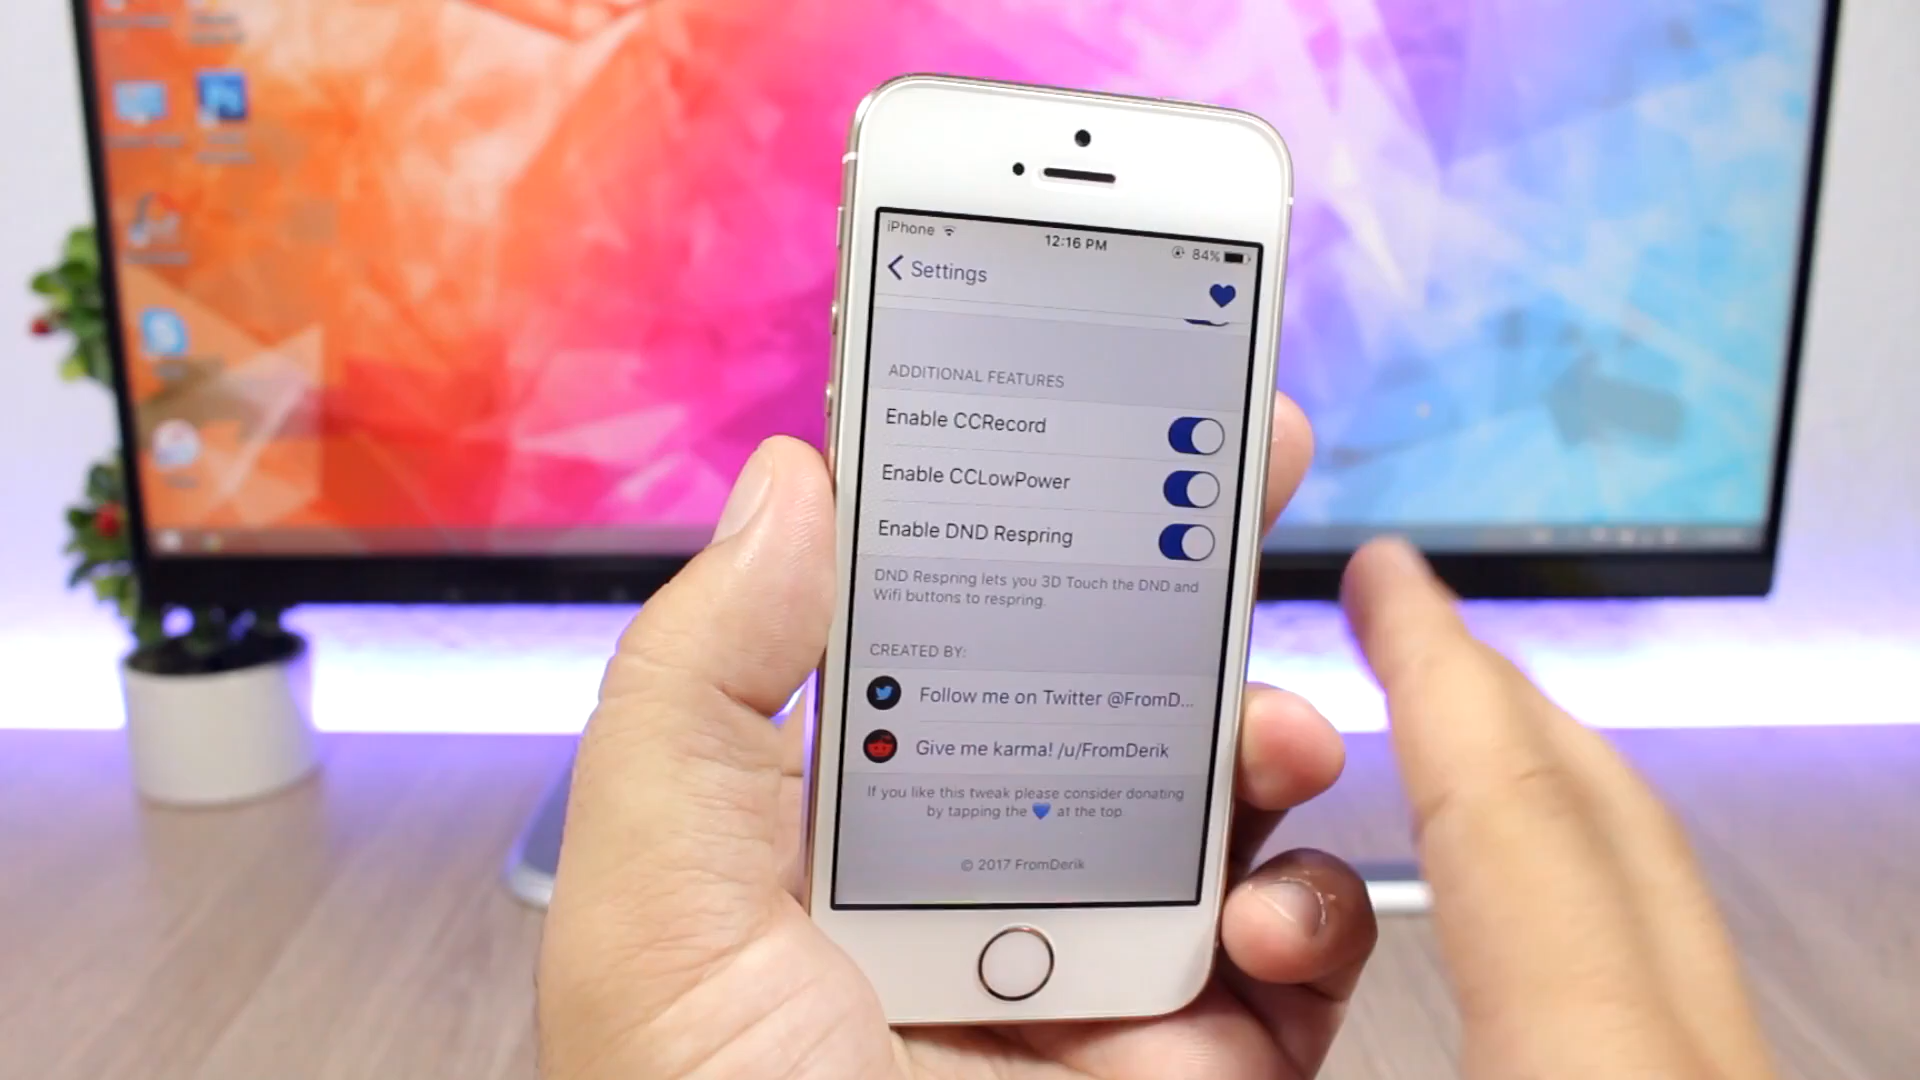 iPhone
12:16 PM
84%
Settings
ADDITIONAL FEATURES
Enable CCRecord
Enable CCLowPower
Enable DND Respring
DND Respring lets you 3D Touch the DND and
Wifi buttons to respring.
CREATED BY:
Follow me on Twitter @FromD...
Give me karma! /u/FromDerik
If you like this tweak please consider donating
by tapping the 💙 at the top
© 2017 FromDerik